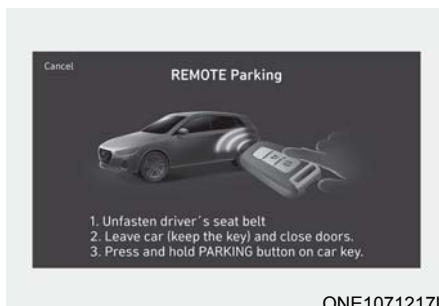 Cancel
REMOTE Parking
1. Unfasten driver´s seat belt
2. Leave car (keep the key) and close doors.
3. Press and hold PARKING button on car key.